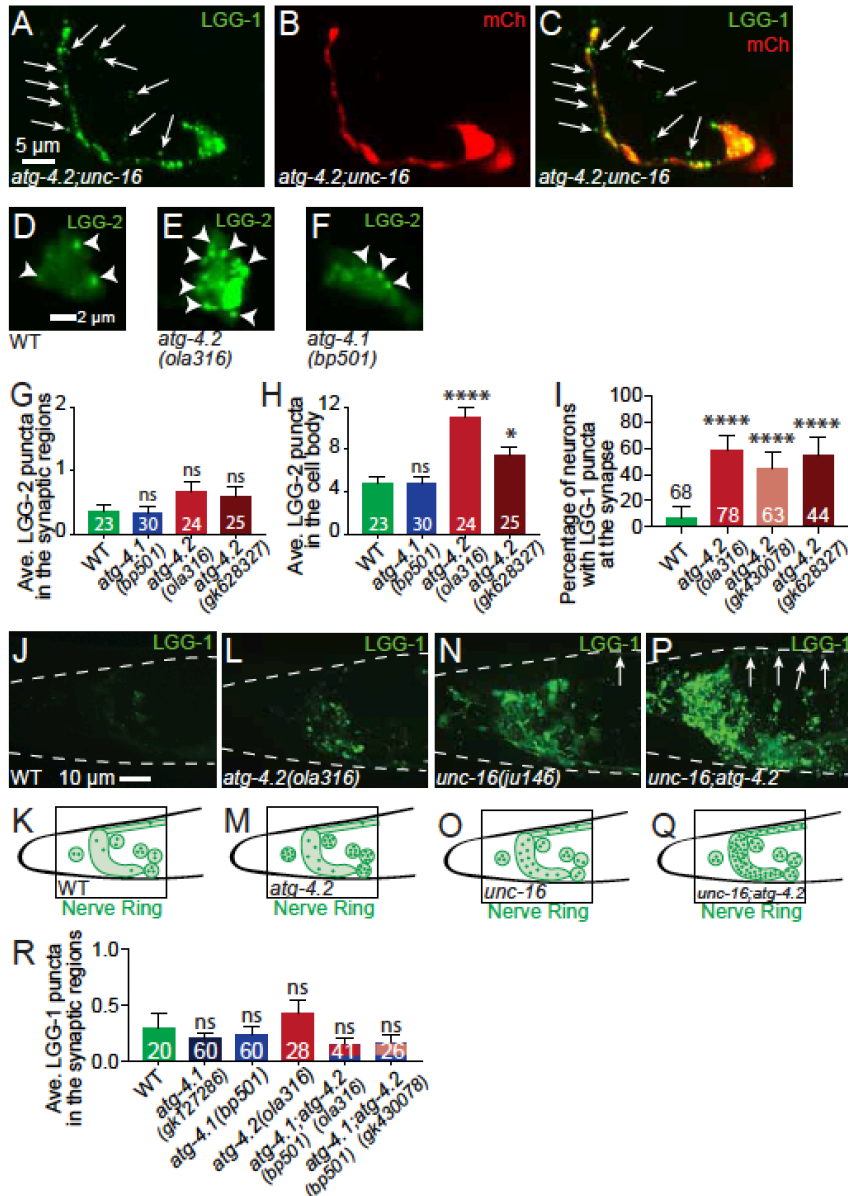 A LGG-1
5 µm
atg-4.2;unc-16
B mCh
atg-4.2;unc-16
C LGG-1
mCh
atg-4.2;unc-16
D LGG-2
2 µm
WT
E LGG-2
atg-4.2
(ola316)
F LGG-2
atg-4.1
(bp501)
G
Ave. LGG-2 puncta
in the synaptic regions
2
1
0
ns
ns
ns
23
30
24
25
WT
atg-4.1
(bp501)
atg-4.2
(ola316)
atg-4.2
(gk628327)
H
Ave. LGG-2 puncta
in the cell body
12
8
4
0
ns
****
*
23
30
24
25
WT
atg-4.1
(bp501)
atg-4.2
(ola316)
atg-4.2
(gk628327)
I
Percentage of neurons
with LGG-1 puncta
at the synapse
100
80
60
40
20
0
68
****
****
****
78
63
44
WT
atg-4.2
(ola316)
atg-4.2
(gk430078)
atg-4.2
(gk628327)
J LGG-1
WT 10 µm
L LGG-1
atg-4.2(ola316)
N LGG-1
unc-16(ju146)
P LGG-1
unc-16;atg-4.2
K
WT
Nerve Ring
M
atg-4.2
Nerve Ring
O
unc-16
Nerve Ring
Q
unc-16;atg-4.2
Nerve Ring
R
Ave. LGG-1 puncta
in the synaptic regions
1.0
0.5
0.0
ns
ns
ns
ns
ns
20
60
60
28
41
26
WT
atg-4.1
(gk127286)
atg-4.1(bp501)
atg-4.2(ola316)
atg-4.1;atg-4.2
(bp501) (ola316)
atg-4.1;atg-4.2
(bp501) (gk430078)